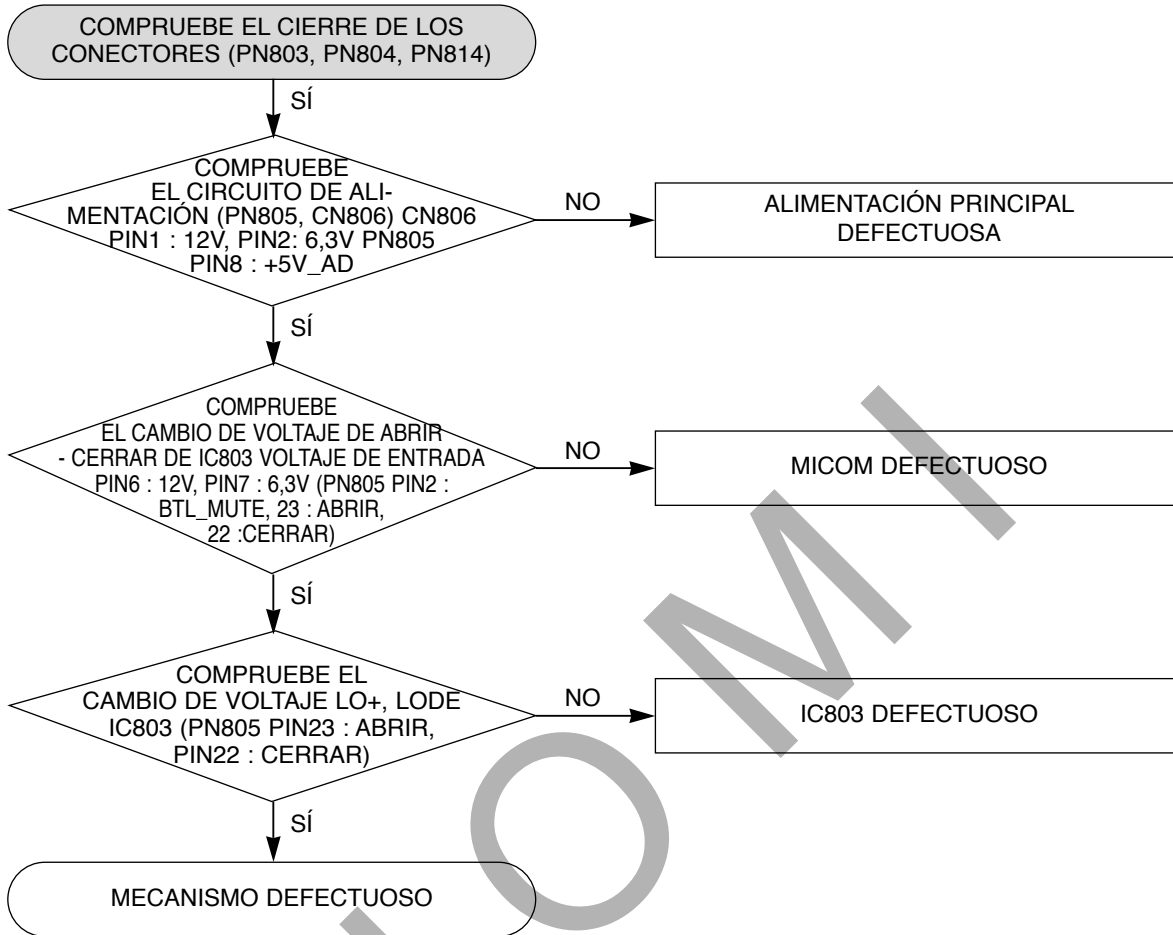 COMPRUEBE EL CIERRE DE LOS
CONECTORES (PN803, PN804, PN814)
SÍ
COMPRUEBE
EL CIRCUITO DE ALI-
MENTACIÓN (PN805, CN806) CN806
PIN1 : 12V, PIN2: 6,3V PN805
PIN8 : +5V_AD
NO
ALIMENTACIÓN PRINCIPAL
DEFECTUOSA
SÍ
COMPRUEBE
EL CAMBIO DE VOLTAJE DE ABRIR
- CERRAR DE IC803 VOLTAJE DE ENTRADA
PIN6 : 12V, PIN7 : 6,3V (PN805 PIN2 :
BTL_MUTE, 23 : ABRIR,
22 :CERRAR)
NO
MICOM DEFECTUOSO
SÍ
COMPRUEBE EL
CAMBIO DE VOLTAJE LO+, LODE
IC803 (PN805 PIN23 : ABRIR,
PIN22 : CERRAR)
NO
IC803 DEFECTUOSO
SÍ
MECANISMO DEFECTUOSO
O M I